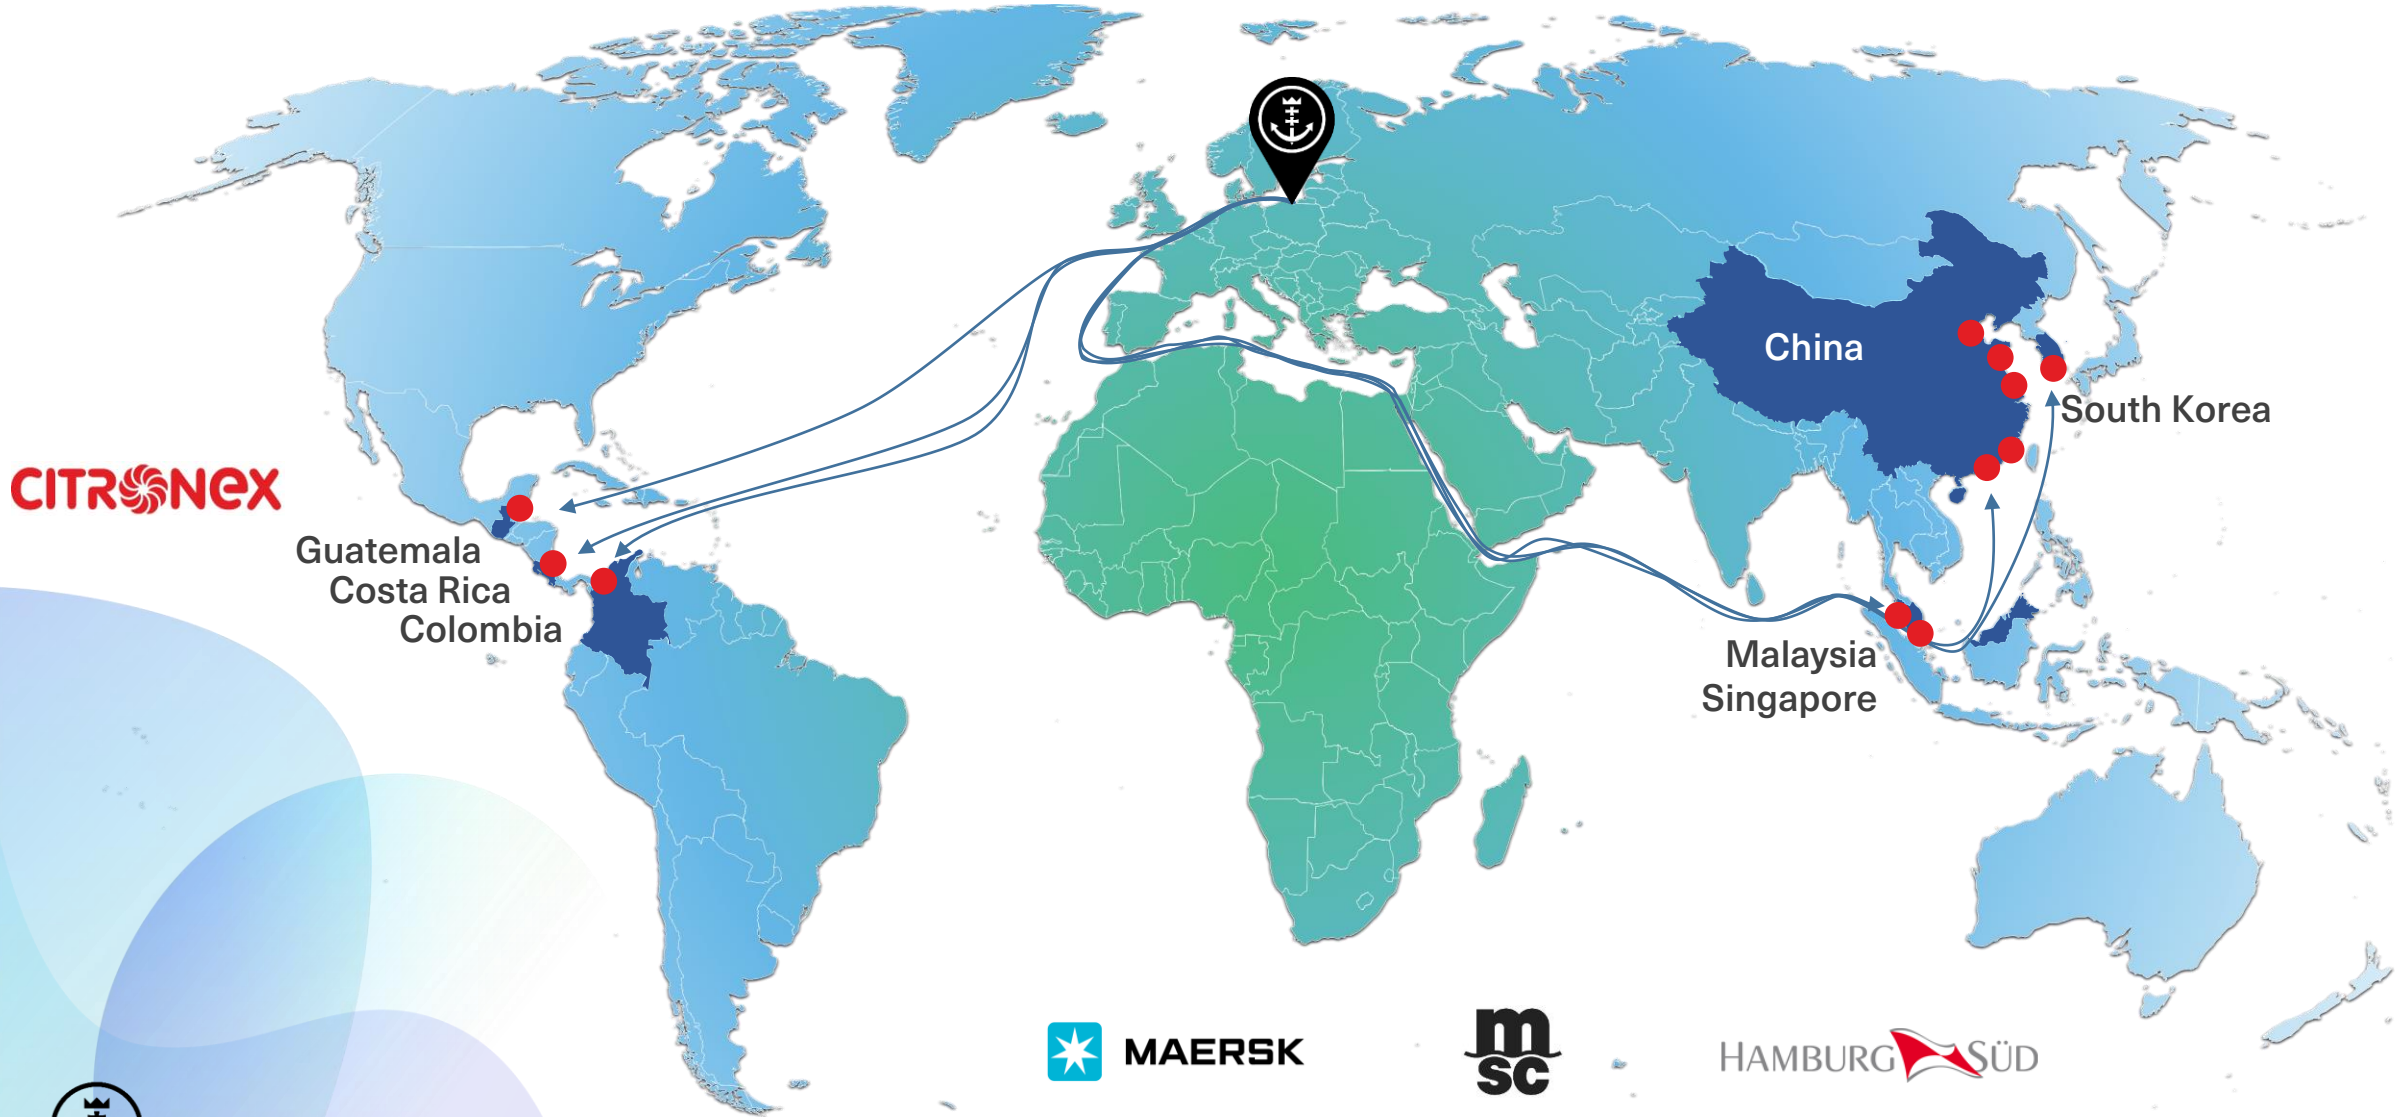 China
South Korea
CITRONEX
Guatemala
Costa Rica
Colombia
Malaysia
Singapore
MAERSK
msc
HAMBURG SÜD